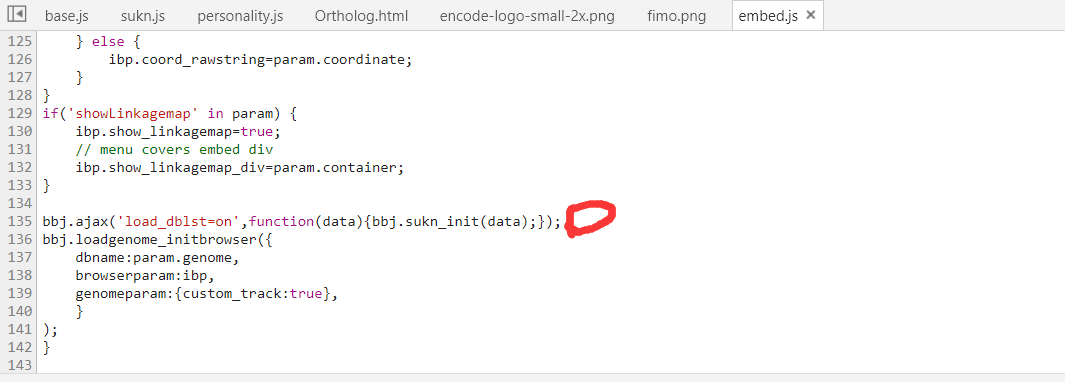 base.js sukn.js personality.js Ortholog.html encode-logo-small-2x.png fimo.png embed.js ×
125 } else {
126 ibp.coord_rawstring=param.coordinate;
127 }
128 }
129 if('showLinkagemap' in param) {
130 ibp.show_linkagemap=true;
131 // menu covers embed div
132 ibp.show_linkagemap_div=param.container;
133 }
134
135 bbj.ajax('load_dblst=on',function(data){bbj.sukn_init(data);});
136 bbj.loadgenome_initbrowser({
137 dbname:param.genome,
138 browserparam:ibp,
139 genomeparam:{custom_track:true},
140 }
141 );
142 }
143